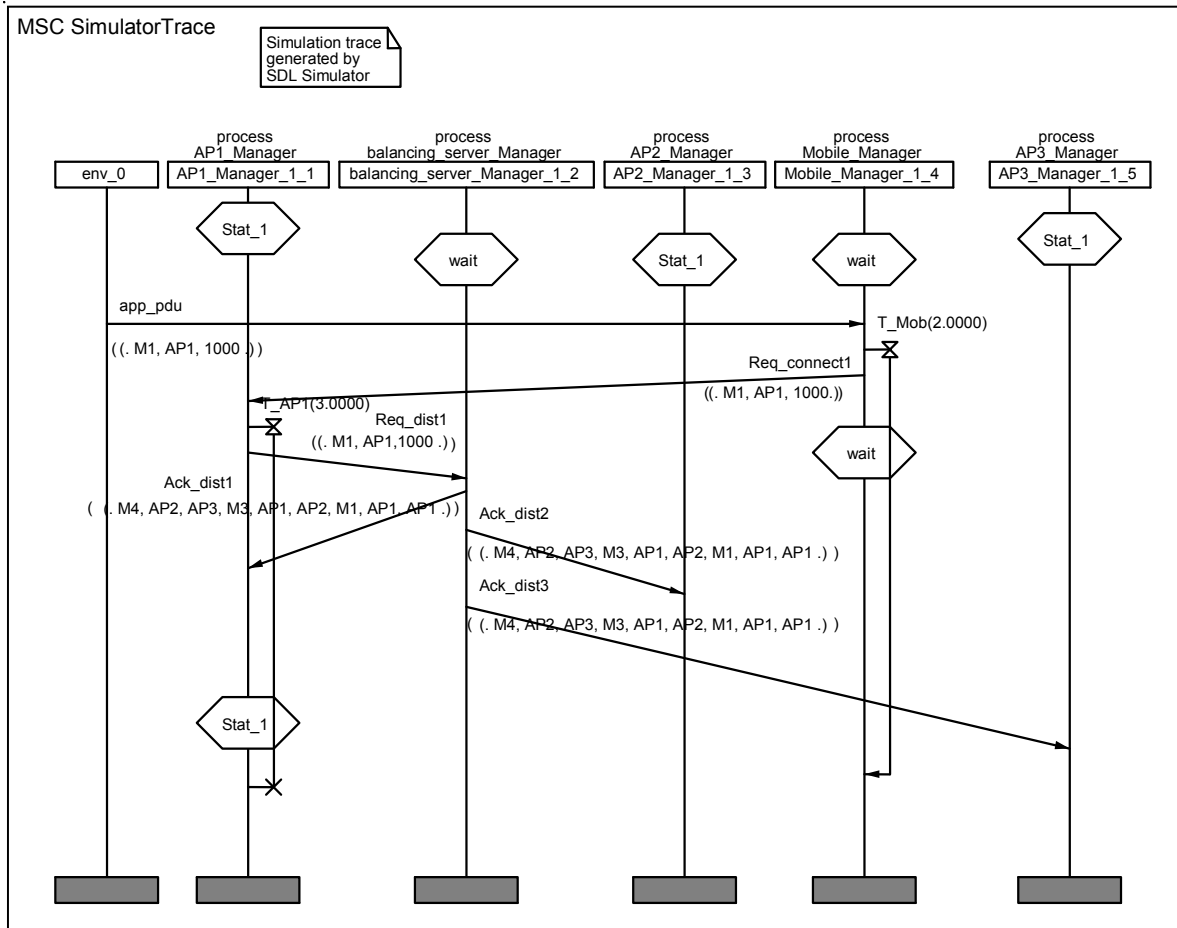 MSC SimulatorTrace
Simulation trace
generated by
SDL Simulator
process
AP1_Manager
AP1_Manager_1_1
process
balancing_server_Manager
balancing_server_Manager_1_2
process
AP2_Manager
AP2_Manager_1_3
process
Mobile_Manager
Mobile_Manager_1_4
process
AP3_Manager
AP3_Manager_1_5
env_0
Stat_1
wait
Stat_1
wait
Stat_1
app_pdu
((. M1, AP1, 1000 .))
T_Mob(2.0000)
Req_connect1
((. M1, AP1, 1000.))
T_AP1(3.0000)
Req_dist1
((. M1, AP1,1000 .))
wait
Ack_dist1
( (. M4, AP2, AP3, M3, AP1, AP2, M1, AP1, AP1 .))
Ack_dist2
( (. M4, AP2, AP3, M3, AP1, AP2, M1, AP1, AP1 .) )
Ack_dist3
( (. M4, AP2, AP3, M3, AP1, AP2, M1, AP1, AP1 .) )
Stat_1